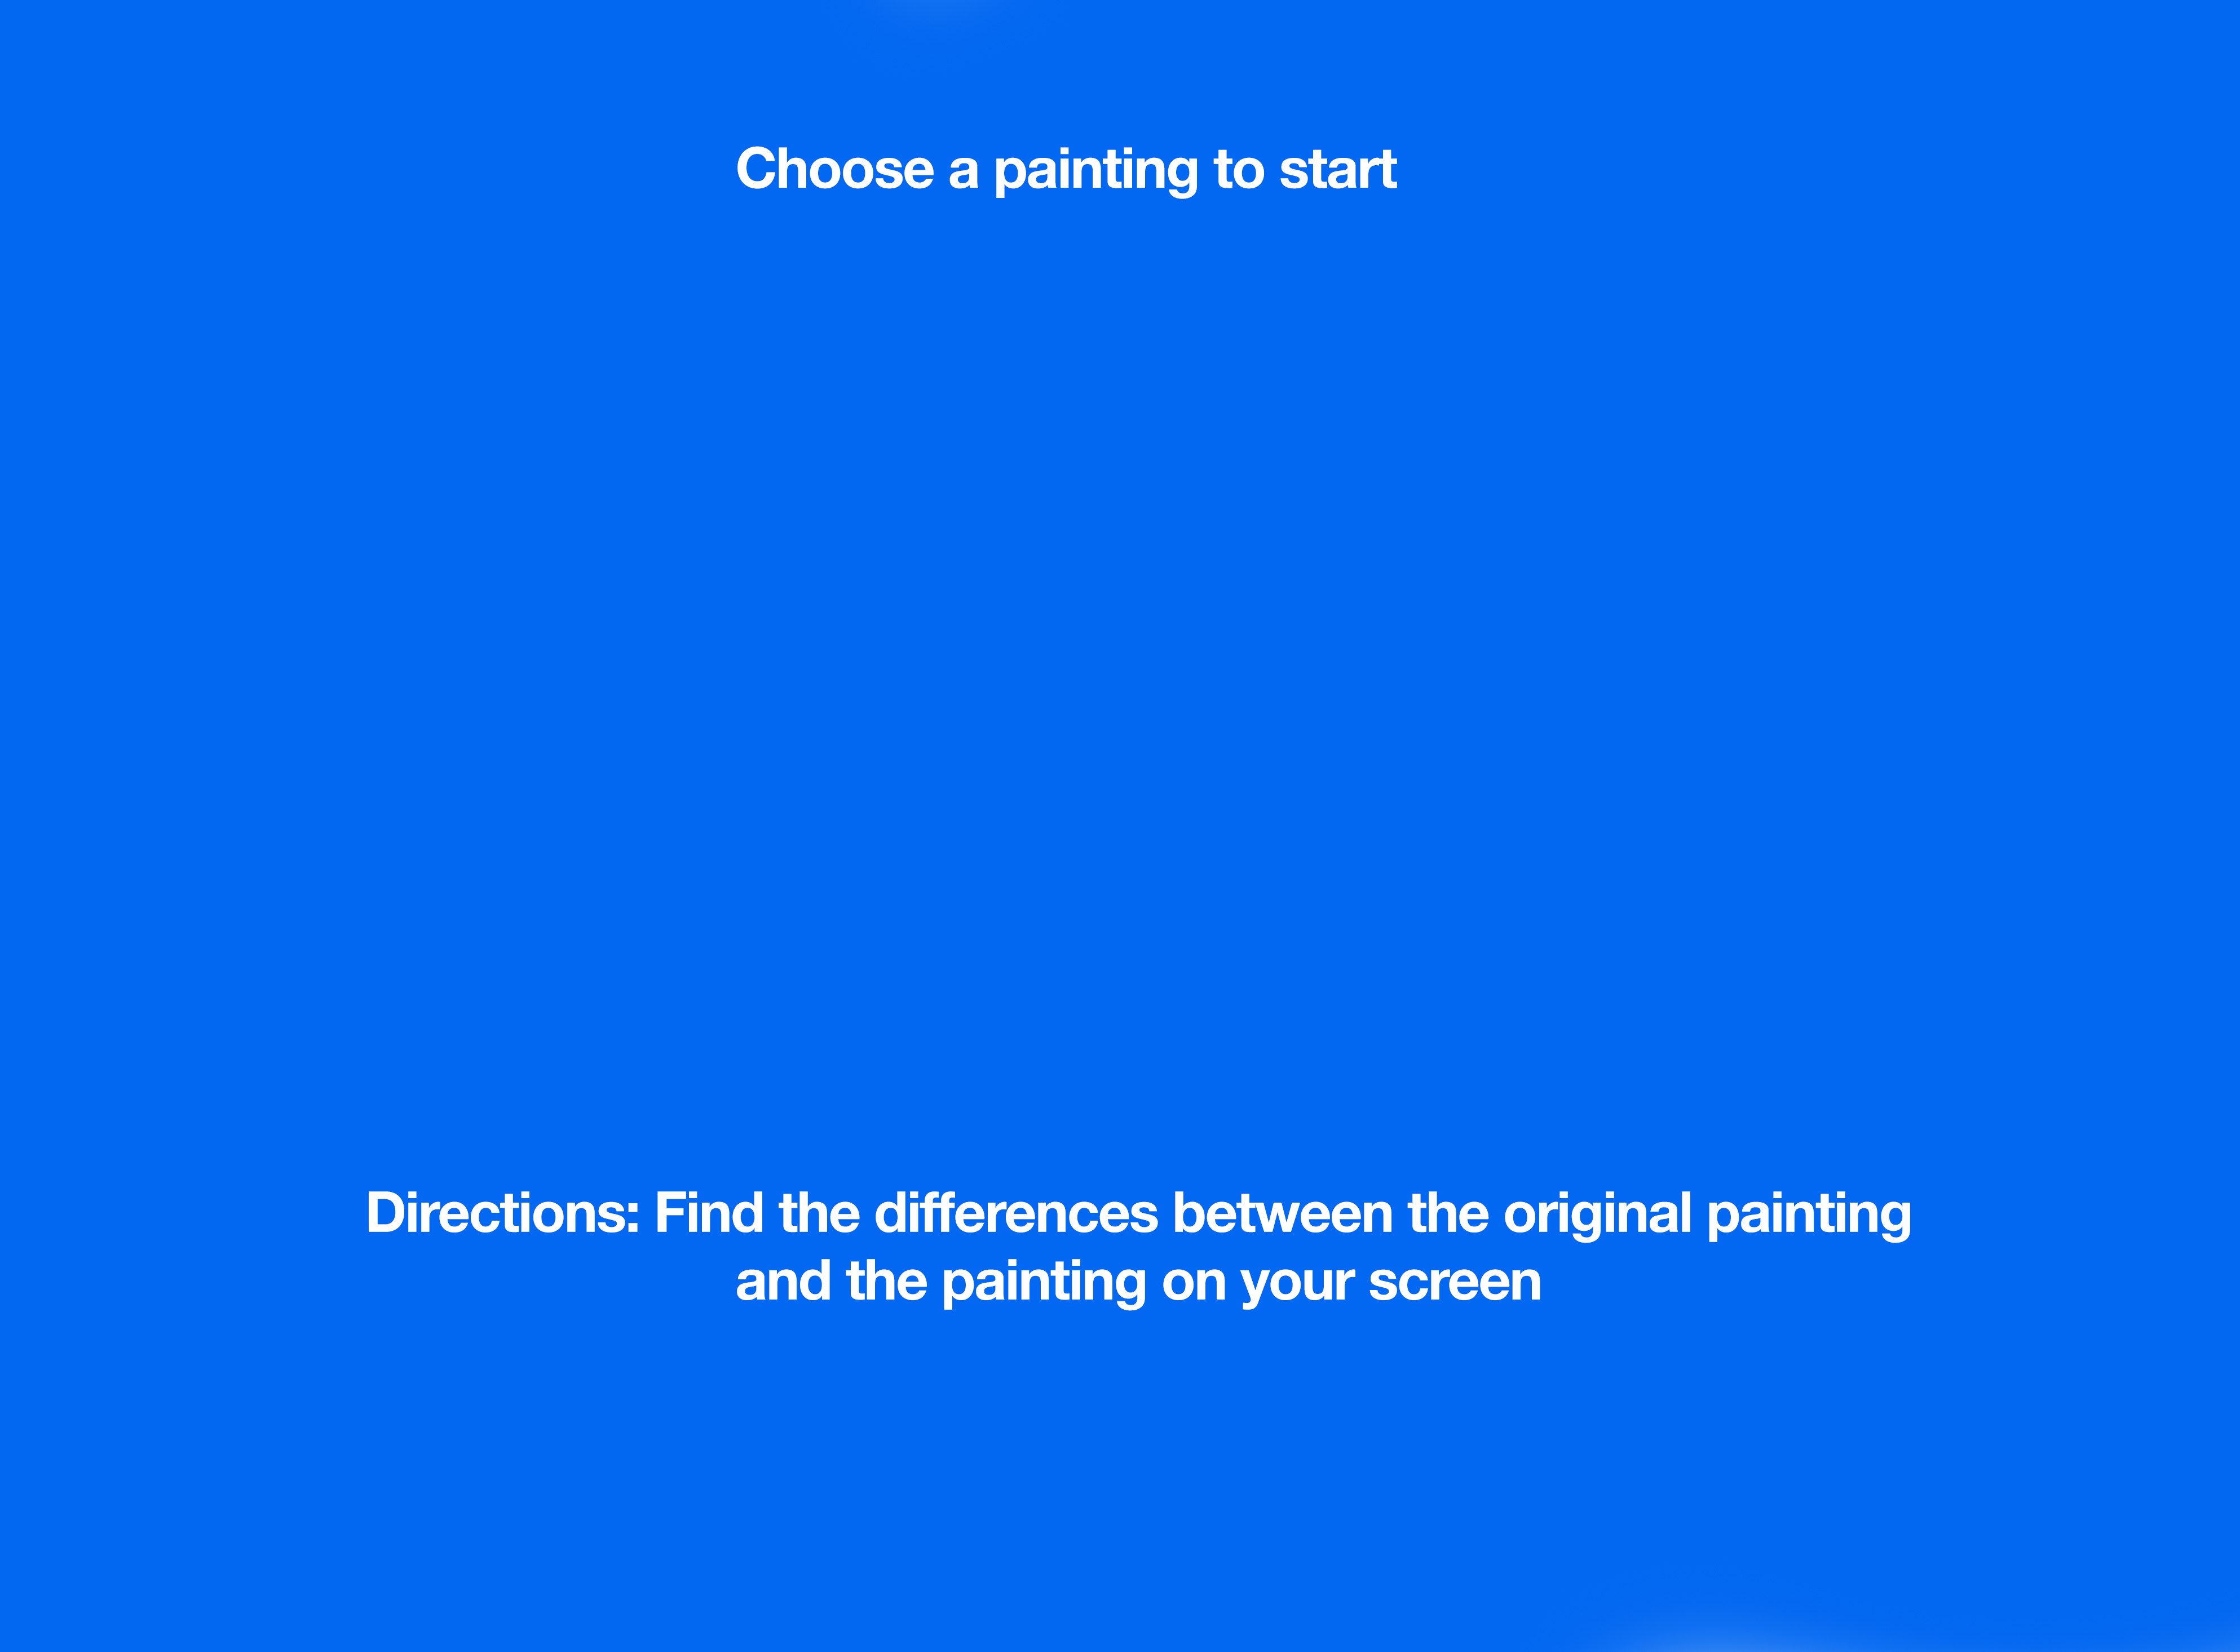 Choose a painting to start
Directions: Find the differences between the original painting
and the painting on your screen